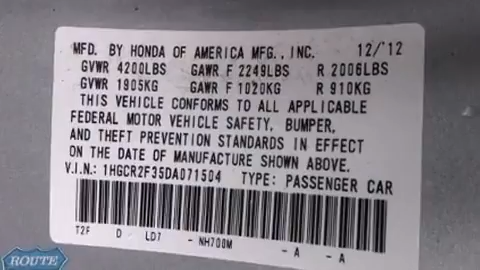 MFD. BY HONDA OF AMERICA MFG., INC. 12/'12
GVWR 4200LBS GAWR F 2249LBS R 2006LBS
GVWR 1905KG GAWR F 1020KG R 910KG
THIS VEHICLE CONFORMS TO ALL APPLICABLE
FEDERAL MOTOR VEHICLE SAFETY, BUMPER,
AND THEFT PREVENTION STANDARDS IN EFFECT
ON THE DATE OF MANUFACTURE SHOWN ABOVE.
V.I.N.: 1HGCR2F35DA071504 TYPE: PASSENGER CAR
T2F D LD7 - NH700M - A - A
ROUTE